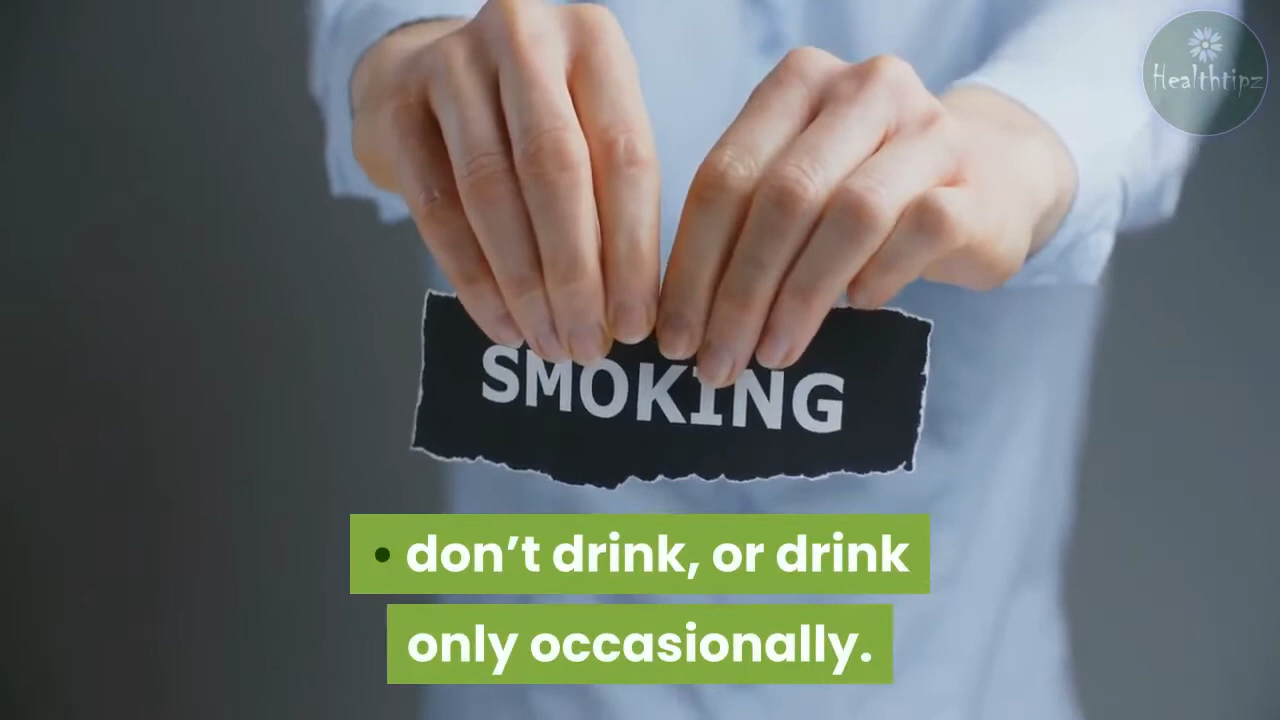 Healthtipz
SMOKING
• don’t drink, or drink
only occasionally.